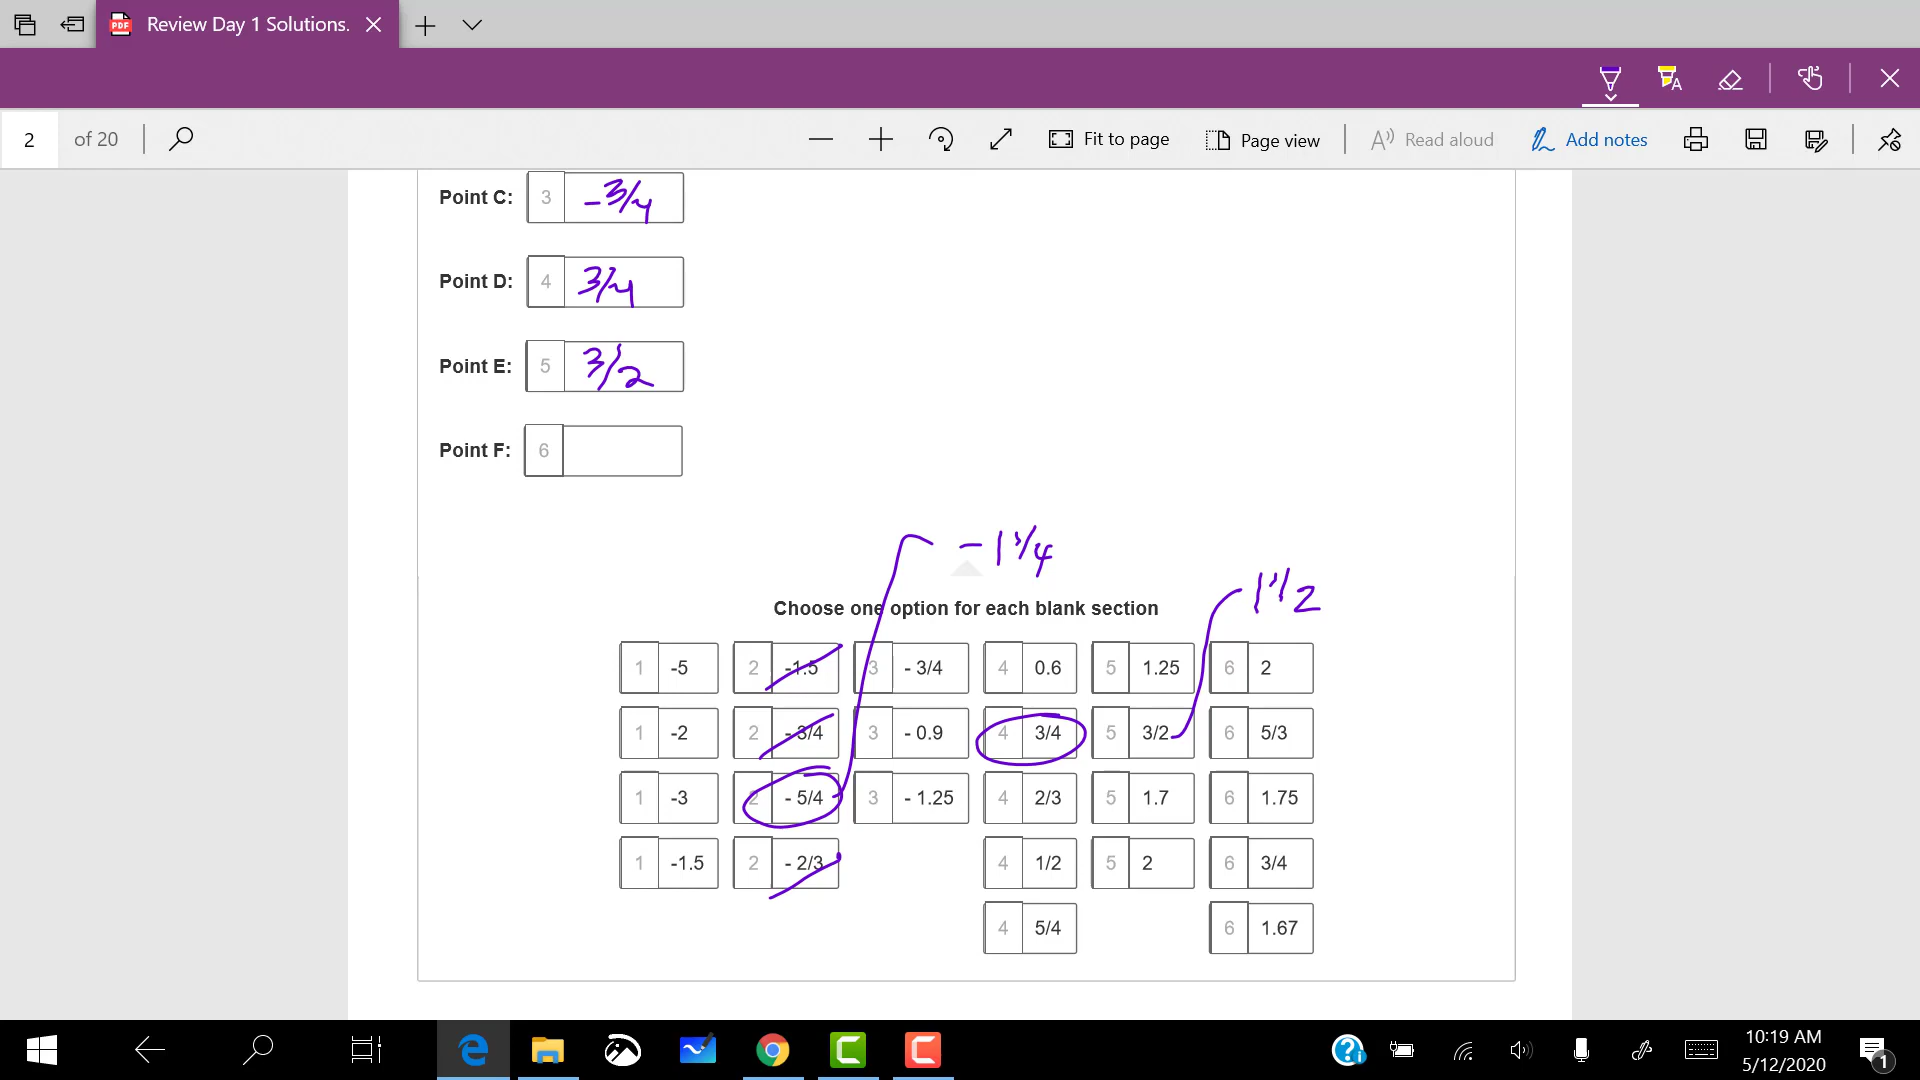 Review Day 1 Solutions.
2 of 20 Fit to page Page view Read aloud Add notes
Point C: 3 -3/4
Point D: 4 3/4
Point E: 5 3/2
Point F: 6
-1 1/4
1 1/2
Choose one option for each blank section
1 -5 2 -1.5 3 - 3/4 4 0.6 5 1.25 6 2
1 -2 2 - 3/4 3 - 0.9 4 3/4 5 3/2 6 5/3
1 -3 2 - 5/4 3 - 1.25 4 2/3 5 1.7 6 1.75
1 -1.5 2 - 2/3 4 1/2 5 2 6 3/4
4 5/4 6 1.67
10:19 AM
5/12/2020
1